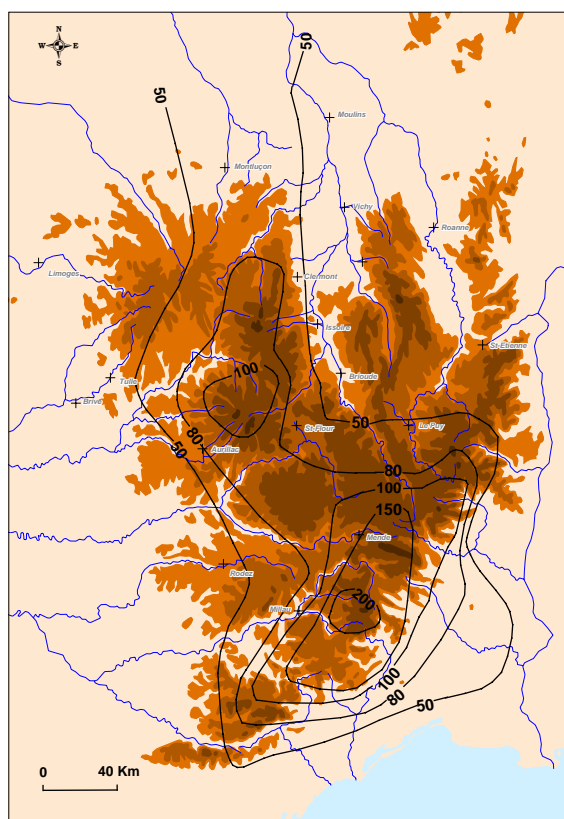 N
W E
S
50
50
Moulins
Montluçon
Vichy
Roanne
Limoges
Clermont
Issoire
St-Etienne
100
Brioude
Tulle
Brive
50
St-Flour
Le Puy
80
50
Aurillac
80
100
150
Mende
Rodez
200
Millau
100
80
50
0 40 Km